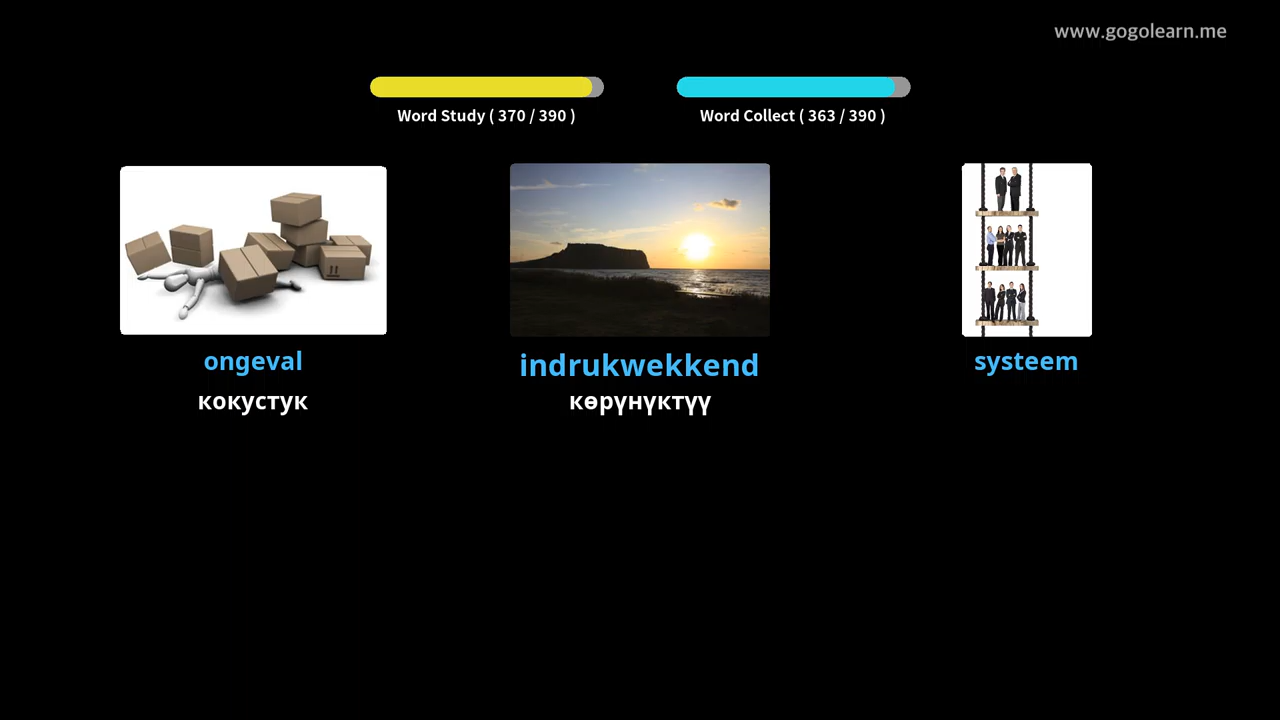 www.gogolearn.me
Word Study ( 370 / 390 )
Word Collect ( 363 / 390 )
ongeval
indrukwekkend
systeem
кокустук
көрүнүктүү